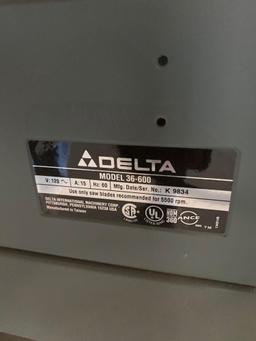 DELTA
MODEL 36-600
V: 120 A: 15 Hz: 60 Mfg. Date/Ser. No.: K 9834
Use only saw blades recommended for 5500 rpm.
DELTA INTERNATIONAL MACHINERY CORP
PITTSBURGH, PENNSYLVANIA 15238 USA
Manufactured in Taiwan
UL